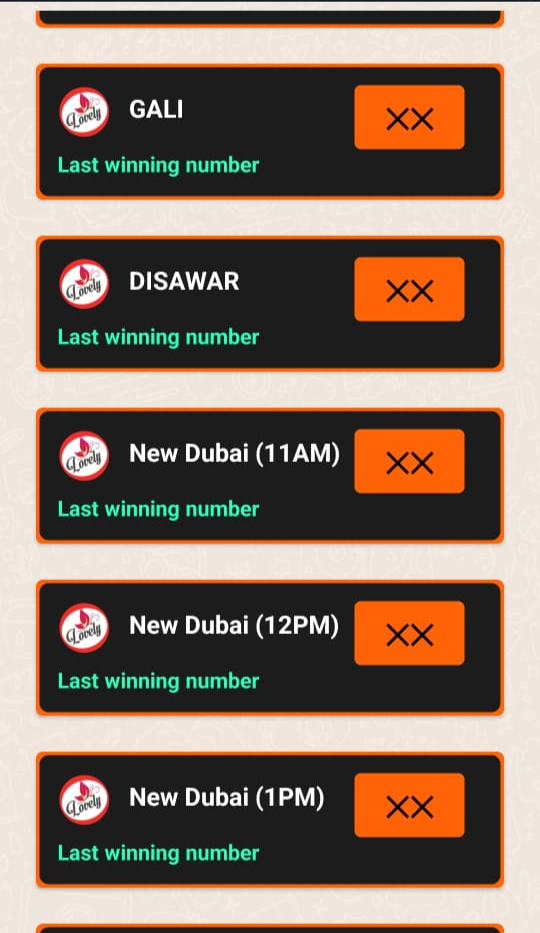 Lovely
GALI
XX
Last winning number
Lovely
DISAWAR
XX
Last winning number
Lovely
New Dubai (11AM)
XX
Last winning number
Lovely
New Dubai (12PM)
XX
Last winning number
Lovely
New Dubai (1PM)
XX
Last winning number